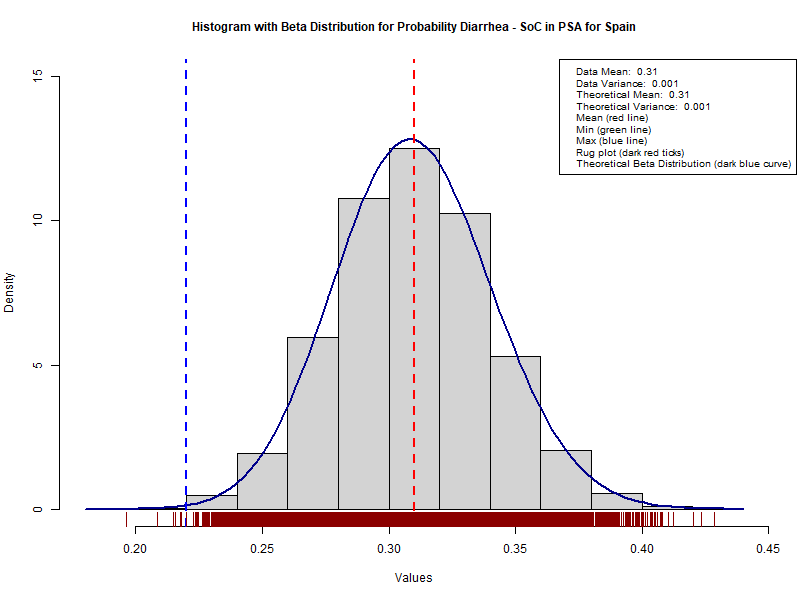 Histogram with Beta Distribution for Probability Diarrhea - SoC in PSA for Spain
Data Mean: 0.31
Data Variance: 0.001
Theoretical Mean: 0.31
Theoretical Variance: 0.001
Mean (red line)
Min (green line)
Max (blue line)
Rug plot (dark red ticks)
Theoretical Beta Distribution (dark blue curve)
Density
15
10
5
0
0.20 0.25 0.30 0.35 0.40 0.45
Values